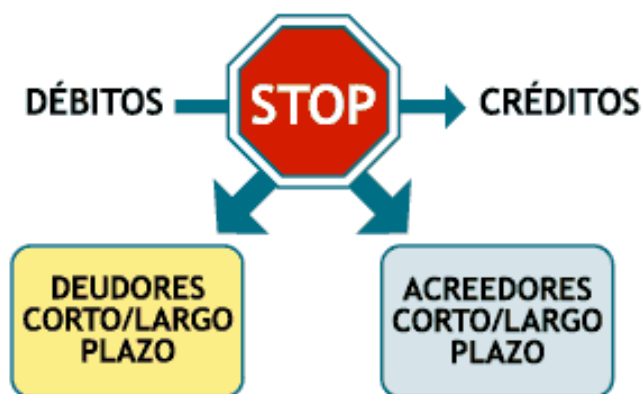 DÉBITOS
STOP
CRÉDITOS
DEUDORES
CORTO/LARGO
PLAZO
ACREEDORES
CORTO/LARGO
PLAZO